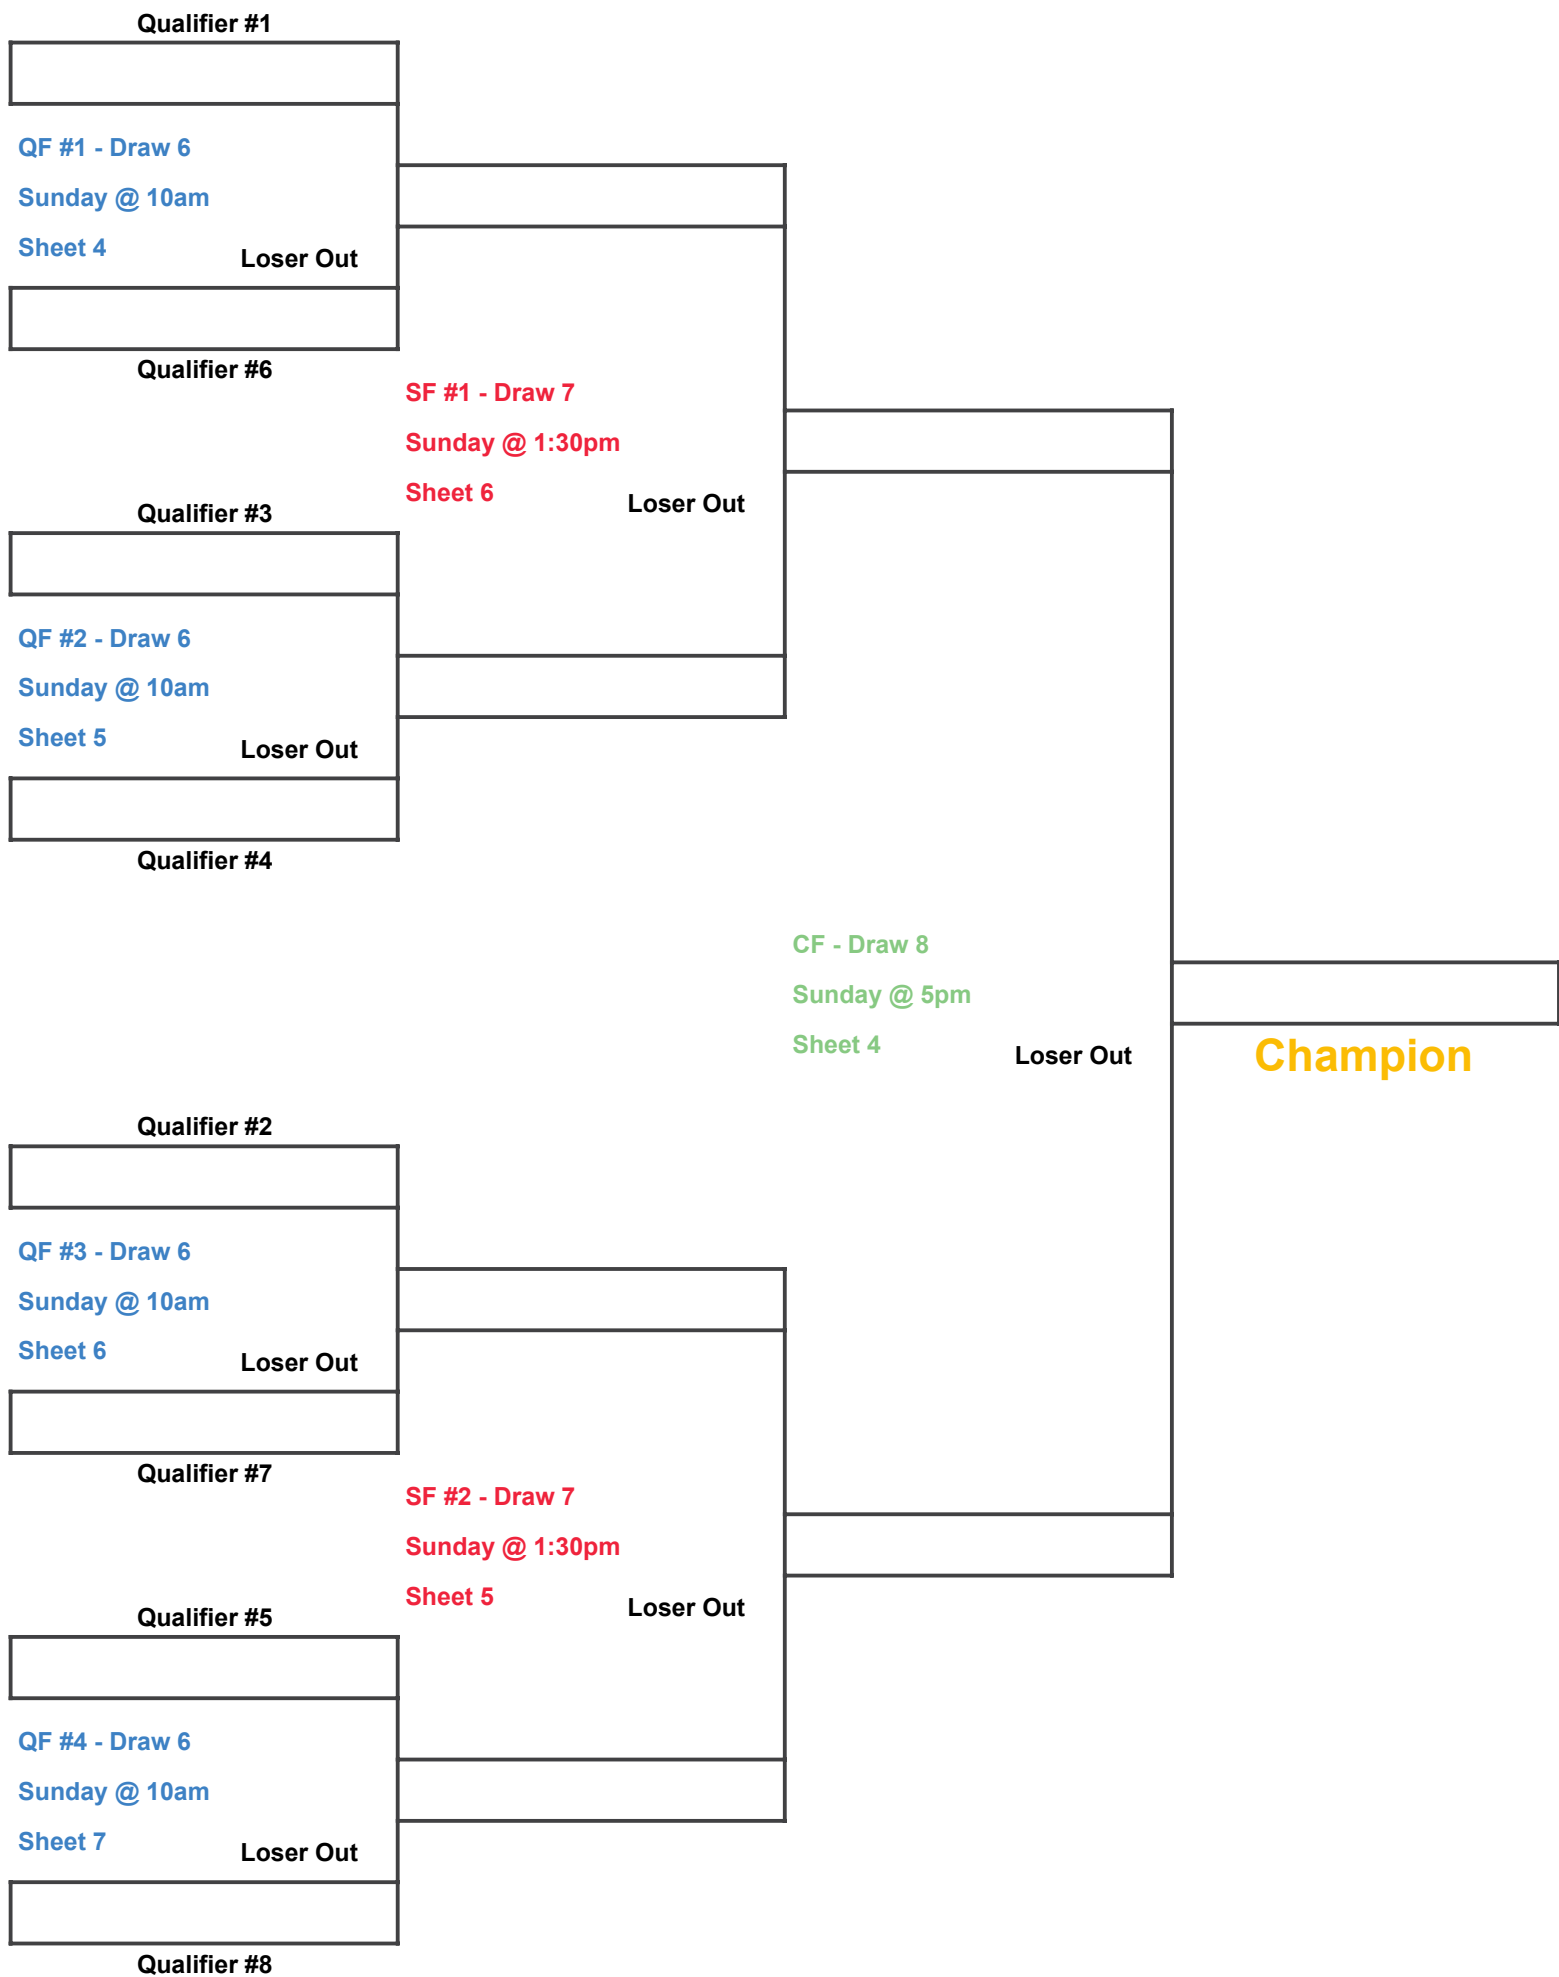 Qualifier #1
QF #1 - Draw 6
Sunday @ 10am
Sheet 4
Loser Out
Qualifier #6
SF #1 - Draw 7
Sunday @ 1:30pm
Sheet 6
Loser Out
Qualifier #3
QF #2 - Draw 6
Sunday @ 10am
Sheet 5
Loser Out
Qualifier #4
CF - Draw 8
Sunday @ 5pm
Sheet 4
Loser Out
Champion
Qualifier #2
QF #3 - Draw 6
Sunday @ 10am
Sheet 6
Loser Out
Qualifier #7
SF #2 - Draw 7
Sunday @ 1:30pm
Sheet 5
Loser Out
Qualifier #5
QF #4 - Draw 6
Sunday @ 10am
Sheet 7
Loser Out
Qualifier #8